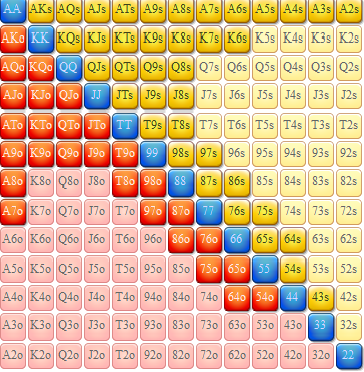 AA AKs AQs AJs ATs A9s A8s A7s A6s A5s A4s A3s A2s
AKo KK KQs KJs KTs K9s K8s K7s K6s K5s K4s K3s K2s
AQo KQo QQ QJs QTs Q9s Q8s Q7s Q6s Q5s Q4s Q3s Q2s
AJo KJo QJo JJ JTs J9s J8s J7s J6s J5s J4s J3s J2s
ATo KTo QTo JTo TT T9s T8s T7s T6s T5s T4s T3s T2s
A9o K9o Q9o J9o T9o 99 98s 97s 96s 95s 94s 93s 92s
A8o K8o Q8o J8o T8o 98o 88 87s 86s 85s 84s 83s 82s
A7o K7o Q7o J7o T7o 97o 87o 77 76s 75s 74s 73s 72s
A6o K6o Q6o J6o T6o 96o 86o 76o 66 65s 64s 63s 62s
A5o K5o Q5o J5o T5o 95o 85o 75o 65o 55 54s 53s 52s
A4o K4o Q4o J4o T4o 94o 84o 74o 64o 54o 44 43s 42s
A3o K3o Q3o J3o T3o 93o 83o 73o 63o 53o 43o 33 32s
A2o K2o Q2o J2o T2o 92o 82o 72o 62o 52o 42o 32o 22